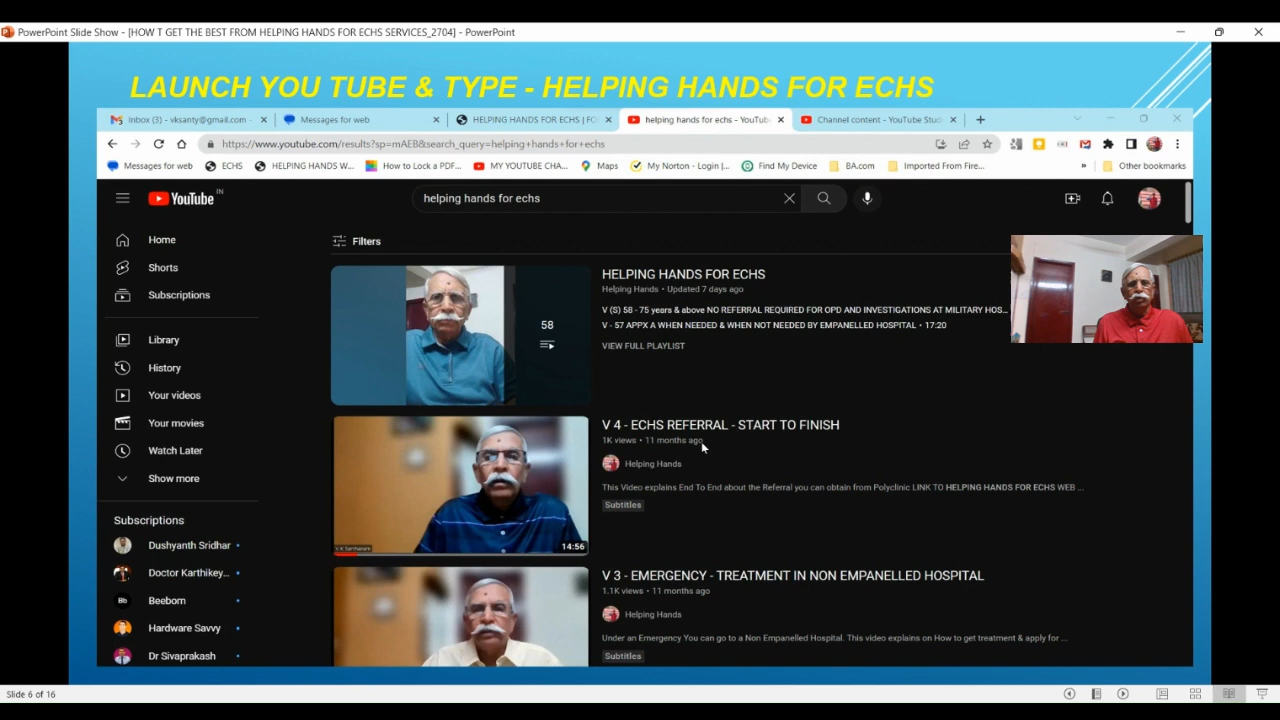 PowerPoint Slide Show - [HOW T GET THE BEST FROM HELPING HANDS FOR ECHS SERVICES_2704] - PowerPoint
LAUNCH YOU TUBE & TYPE - HELPING HANDS FOR ECHS
Inbox (3) - vksanty@gmail.com -
Messages for web
HELPING HANDS FOR ECHS | FO
helping hands for echs - YouTube
Channel content - YouTube Stud
https://www.youtube.com/results?sp=mAEB&search_query=helping+hands+for+echs
Messages for web
ECHS
HELPING HANDS W...
How to Lock a PDF...
MY YOUTUBE CHA...
Maps
My Norton - Login |...
Find My Device
BA.com
Imported From Fire...
»
Other bookmarks
YouTube IN
helping hands for echs
Home
Shorts
Subscriptions
Library
History
Your videos
Your movies
Watch Later
Show more
Subscriptions
Dushyanth Sridhar
Doctor Karthikey...
Bb Beebom
Hardware Savvy
Dr Sivaprakash
Filters
58
HELPING HANDS FOR ECHS
Helping Hands • Updated 7 days ago
V (S) 58 - 75 years & above NO REFERRAL REQUIRED FOR OPD AND INVESTIGATIONS AT MILITARY HOS...
V - 57 APPX A WHEN NEEDED & WHEN NOT NEEDED BY EMPANELLED HOSPITAL • 17:20
VIEW FULL PLAYLIST
14:56
V 4 - ECHS REFERRAL - START TO FINISH
1K views • 11 months ago
Helping Hands
This Video explains End To End about the Referral you can obtain from Polyclinic LINK TO HELPING HANDS FOR ECHS WEB ...
Subtitles
V 3 - EMERGENCY - TREATMENT IN NON EMPANELLED HOSPITAL
1.1K views • 11 months ago
Helping Hands
Under an Emergency You can go to a Non Empanelled Hospital. This video explains on How to get treatment & apply for ...
Subtitles
Slide 6 of 16